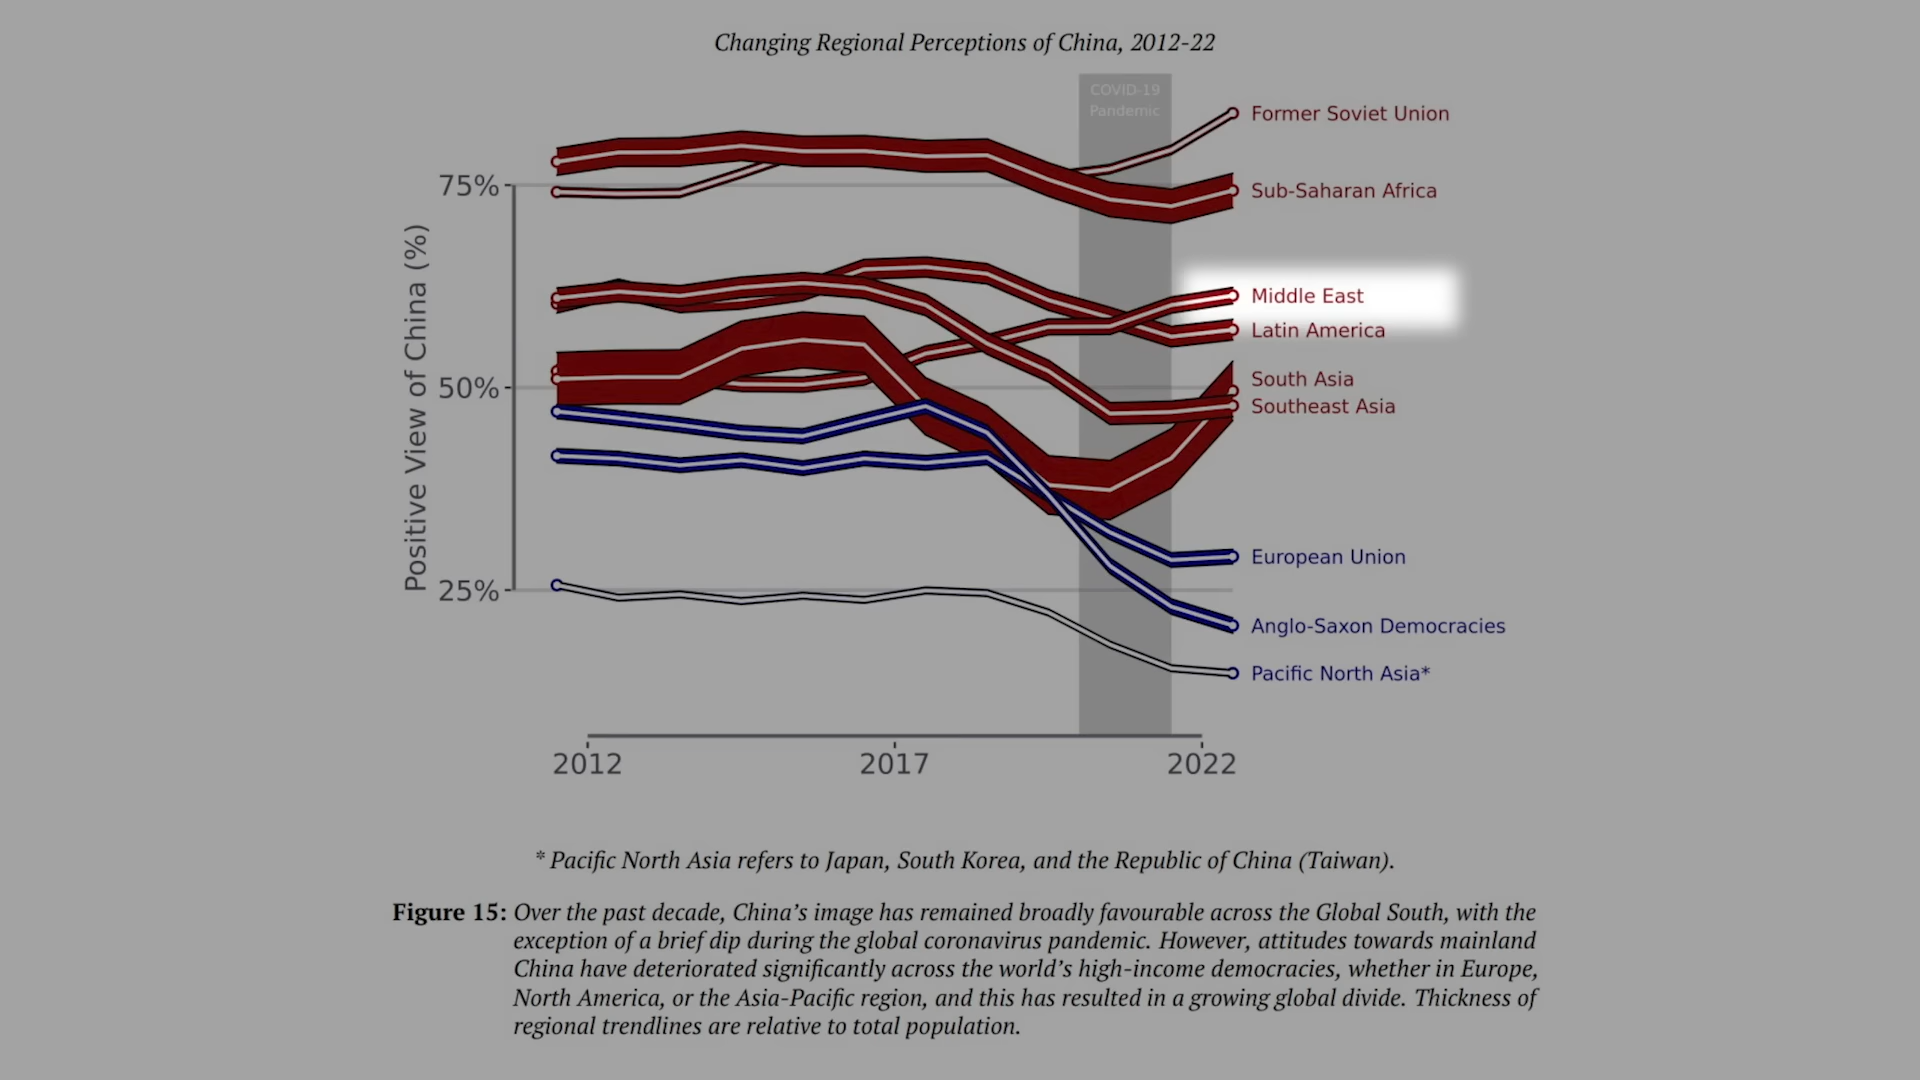 Changing Regional Perceptions of China, 2012-22
COVID-19
Pandemic
Former Soviet Union
75%
Sub-Saharan Africa
Positive View of China (%)
Middle East
Latin America
South Asia
50%
Southeast Asia
European Union
25%
Anglo-Saxon Democracies
Pacific North Asia*
2012 2017 2022
* Pacific North Asia refers to Japan, South Korea, and the Republic of China (Taiwan).
Figure 15: Over the past decade, China’s image has remained broadly favourable across the Global South, with the
exception of a brief dip during the global coronavirus pandemic. However, attitudes towards mainland
China have deteriorated significantly across the world’s high-income democracies, whether in Europe,
North America, or the Asia-Pacific region, and this has resulted in a growing global divide. Thickness of
regional trendlines are relative to total population.